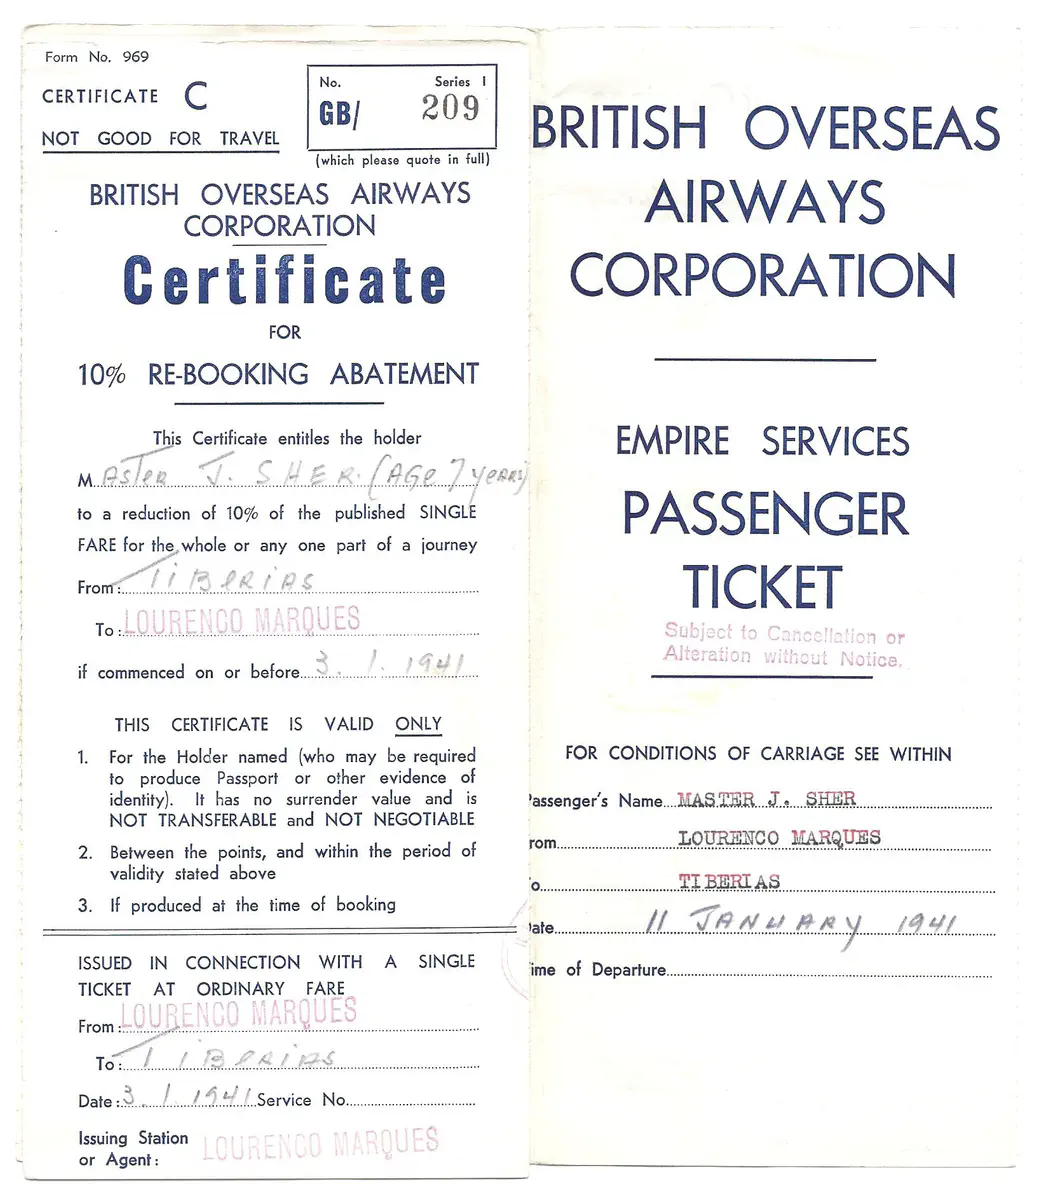 Form No. 969
CERTIFICATE C
NOT GOOD FOR TRAVEL
No. Series I
GB/ 209
(which please quote in full)
BRITISH OVERSEAS AIRWAYS
CORPORATION
Certificate
FOR
10% RE-BOOKING ABATEMENT
This Certificate entitles the holder
Master J. SHER. (AGe 7 yeARs)
to a reduction of 10% of the published SINGLE
FARE for the whole or any one part of a journey
From: TiBeRiAS
To: LOURENCO MARQUES
if commenced on or before 3. 1. 1941
THIS CERTIFICATE IS VALID ONLY
1. For the Holder named (who may be required
to produce Passport or other evidence of
identity). It has no surrender value and is
NOT TRANSFERABLE and NOT NEGOTIABLE
2. Between the points, and within the period of
validity stated above
3. If produced at the time of booking
ISSUED IN CONNECTION WITH A SINGLE
TICKET AT ORDINARY FARE
From: LOURENCO MARQUES
To: TiBeRiAS
Date: 3. 1. 1941 Service No.
Issuing Station
or Agent: LOURENCO MARQUES
BRITISH OVERSEAS
AIRWAYS
CORPORATION
EMPIRE SERVICES
PASSENGER
TICKET
Subject to Cancellation or
Alteration without Notice.
FOR CONDITIONS OF CARRIAGE SEE WITHIN
Passenger's Name MASTER J. SHER
rom LOURENCO MARQUES
o TIBERIAS
ate 11 JANUARY 1941
ime of Departure